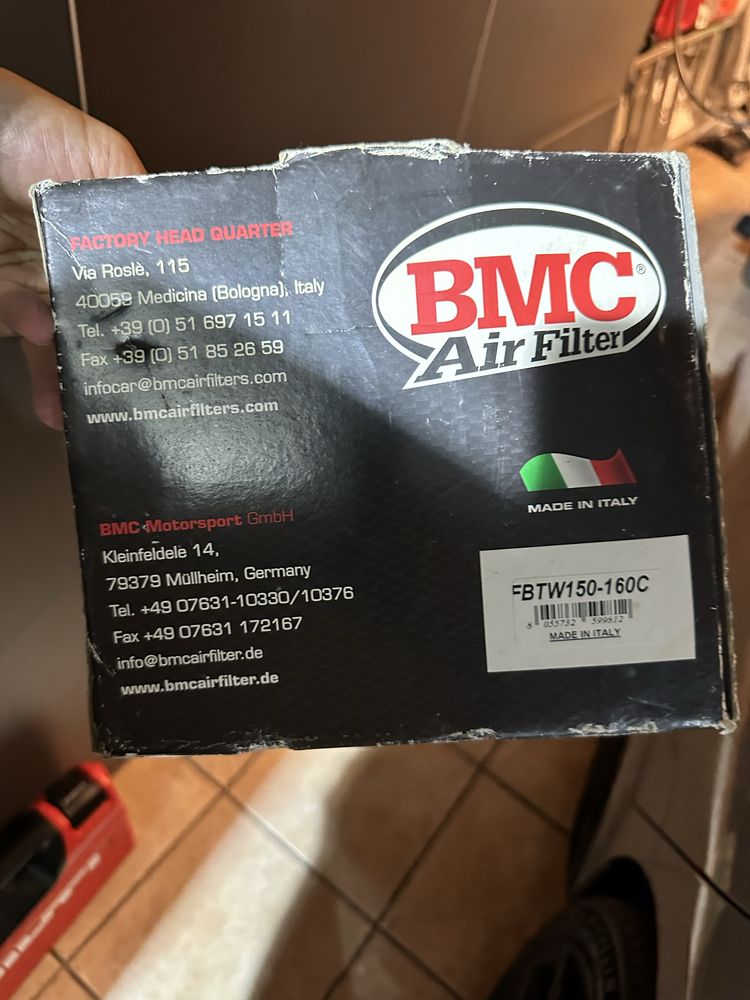 FACTORY HEAD QUARTER
Via Roslè, 115
40059 Medicina (Bologna), Italy
Tel. +39 (0) 51 697 15 11
Fax +39 (0) 51 85 26 59
infocar@bmcairfilters.com
www.bmcairfilters.com
BMC®
Air Filter
MADE IN ITALY
BMC Motorsport GmbH
Kleinfeldele 14,
79379 Müllheim, Germany
Tel. +49 07631-10330/10376
Fax +49 07631 172167
info@bmcairfilter.de
www.bmcairfilter.de
FBTW150-160C
8 055732 599812
MADE IN ITALY